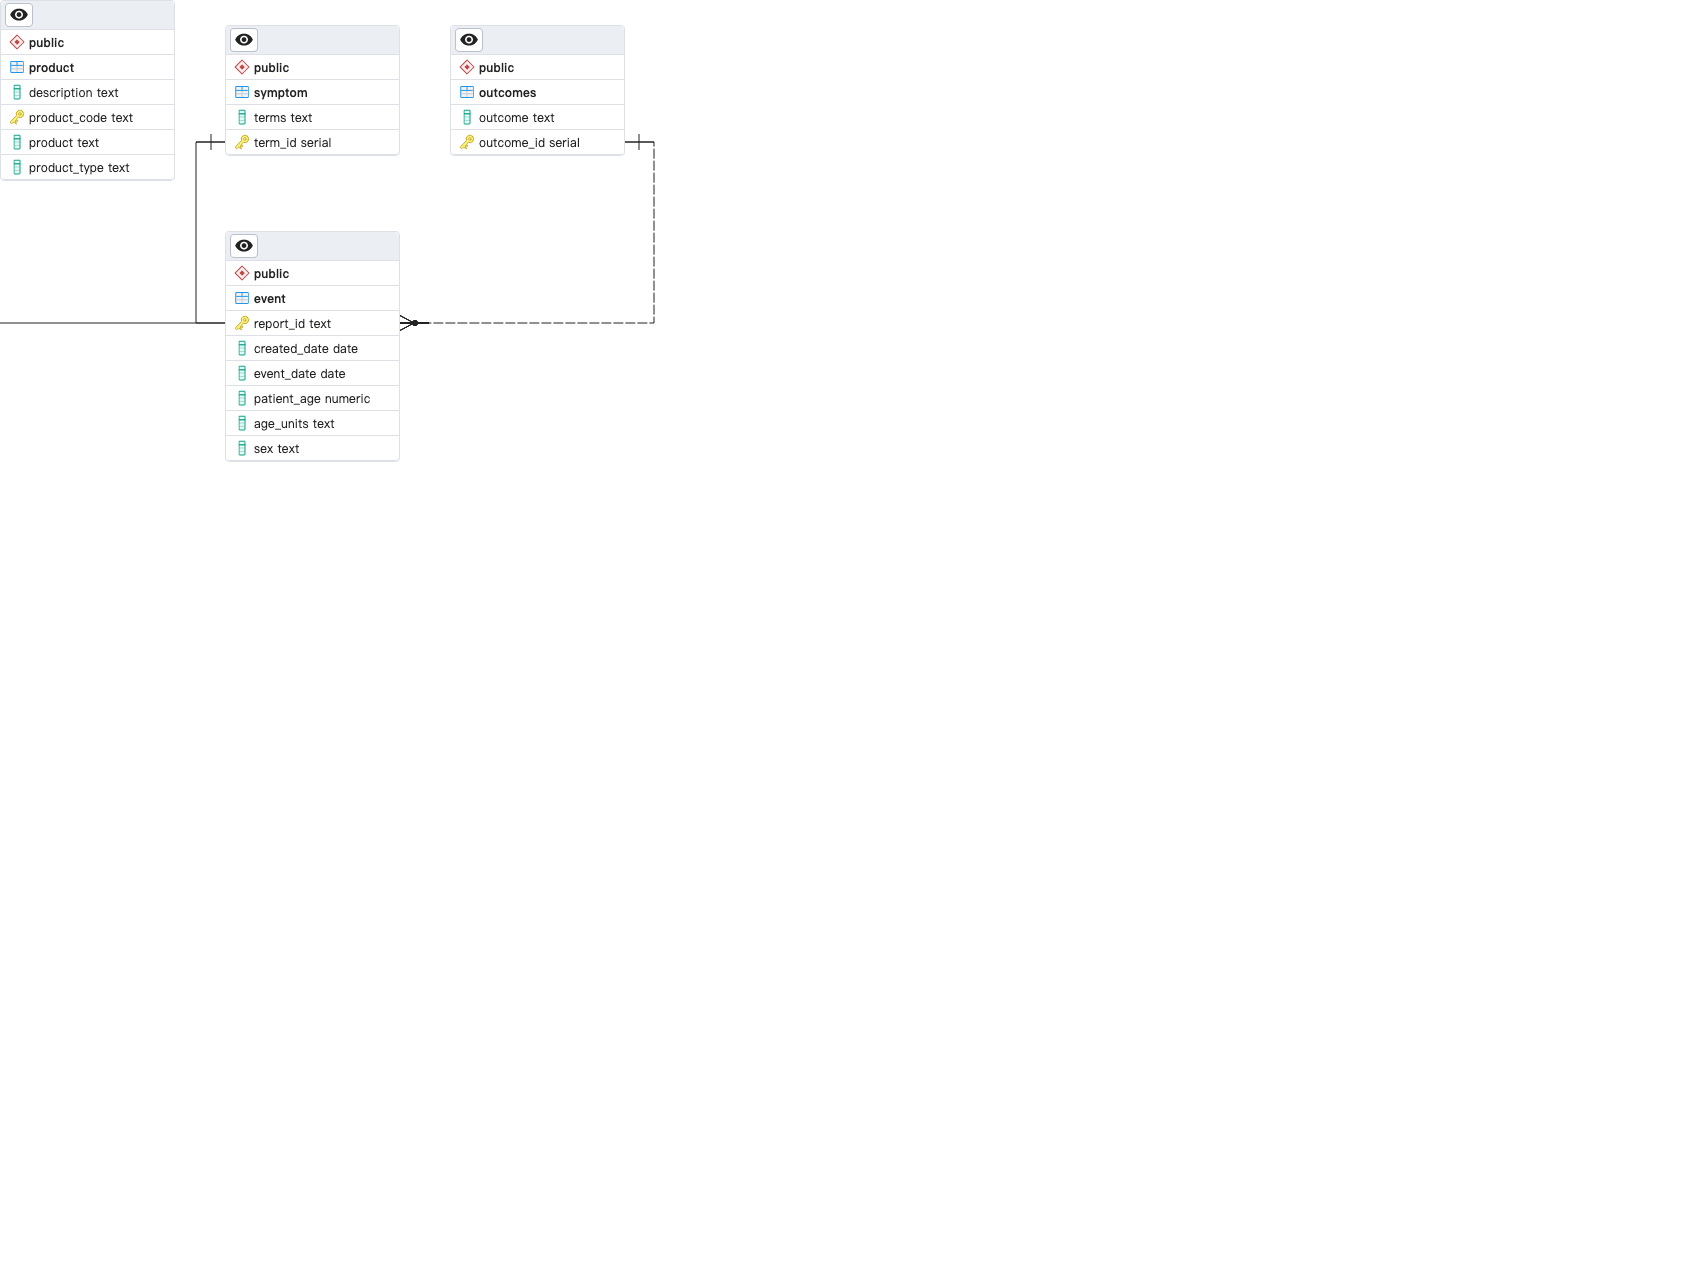 public
product
description text
product_code text
product text
product_type text
public
symptom
terms text
term_id serial
public
outcomes
outcome text
outcome_id serial
public
event
report_id text
created_date date
event_date date
patient_age numeric
age_units text
sex text